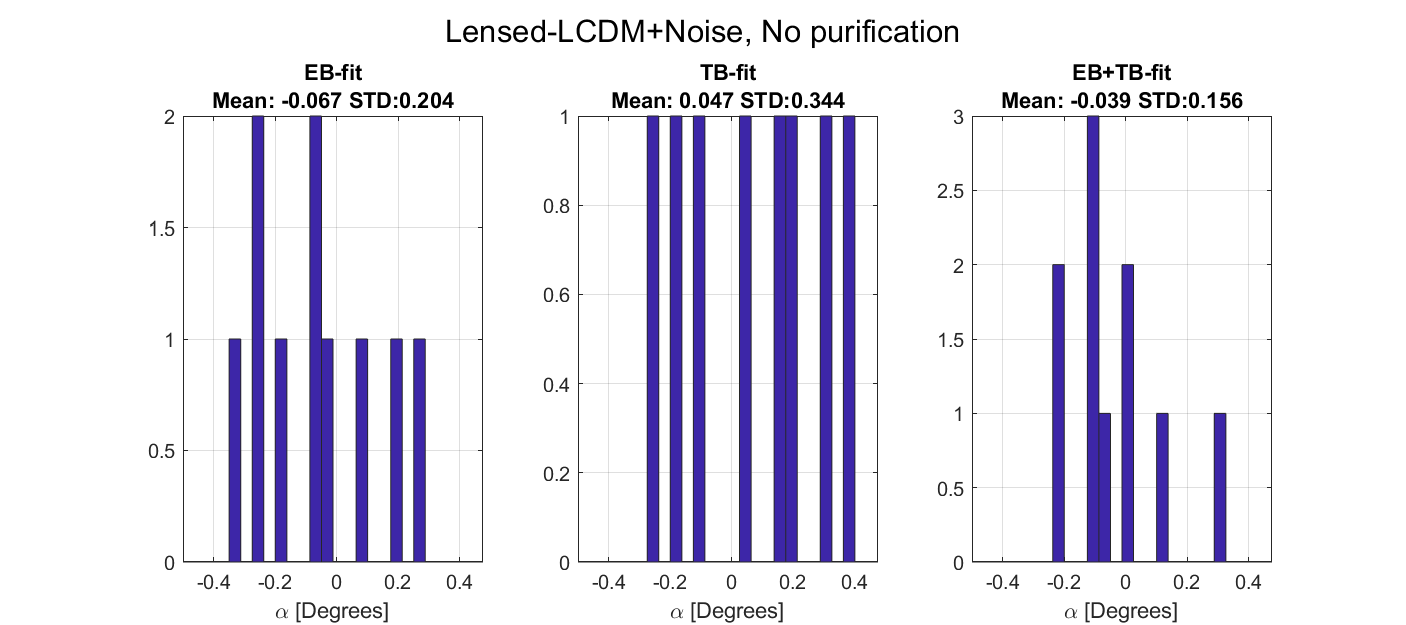 Lensed-LCDM+Noise, No purification
EB-fit
Mean: -0.067 STD:0.204
2
1.5
1
0.5
0
-0.4 -0.2 0 0.2 0.4
α [Degrees]
TB-fit
Mean: 0.047 STD:0.344
1
0.8
0.6
0.4
0.2
0
-0.4 -0.2 0 0.2 0.4
α [Degrees]
EB+TB-fit
Mean: -0.039 STD:0.156
3
2.5
2
1.5
1
0.5
0
-0.4 -0.2 0 0.2 0.4
α [Degrees]